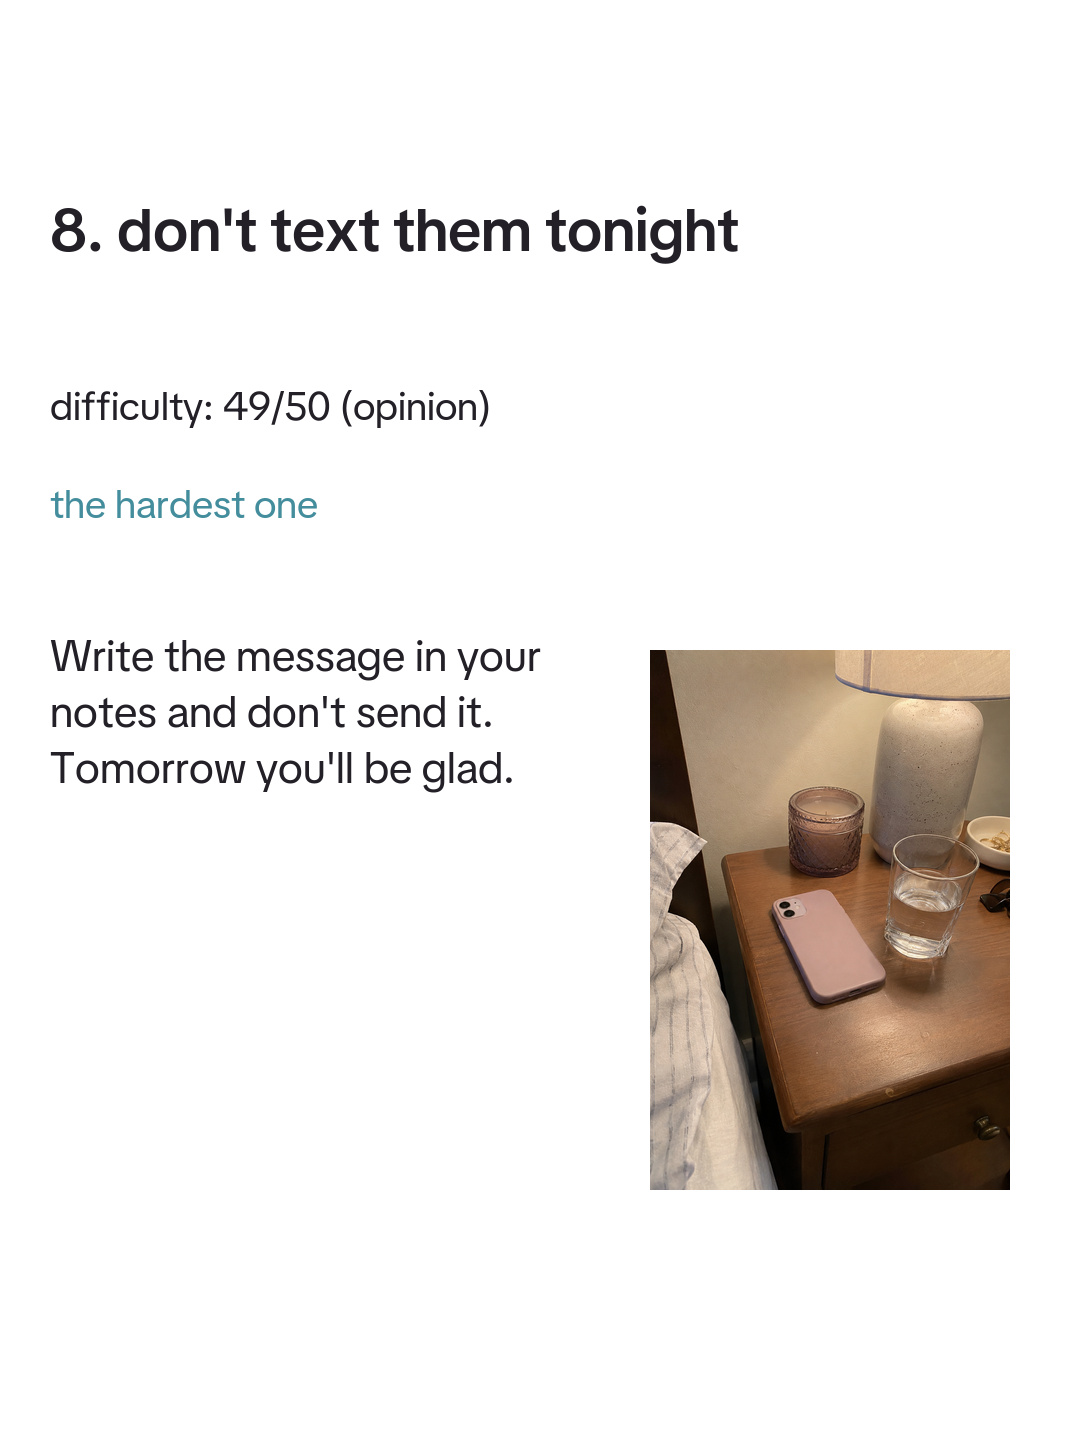 8. don't text them tonight
difficulty: 49/50 (opinion)
the hardest one
Write the message in your
notes and don't send it.
Tomorrow you'll be glad.